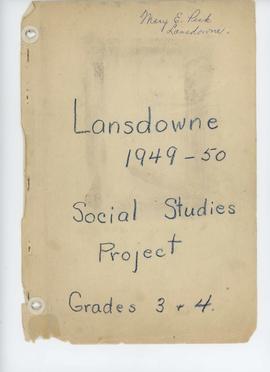 Mary E. Peck
Lansdowne.
Lansdowne
1949-50
Social Studies
Project
Grades 3 + 4.